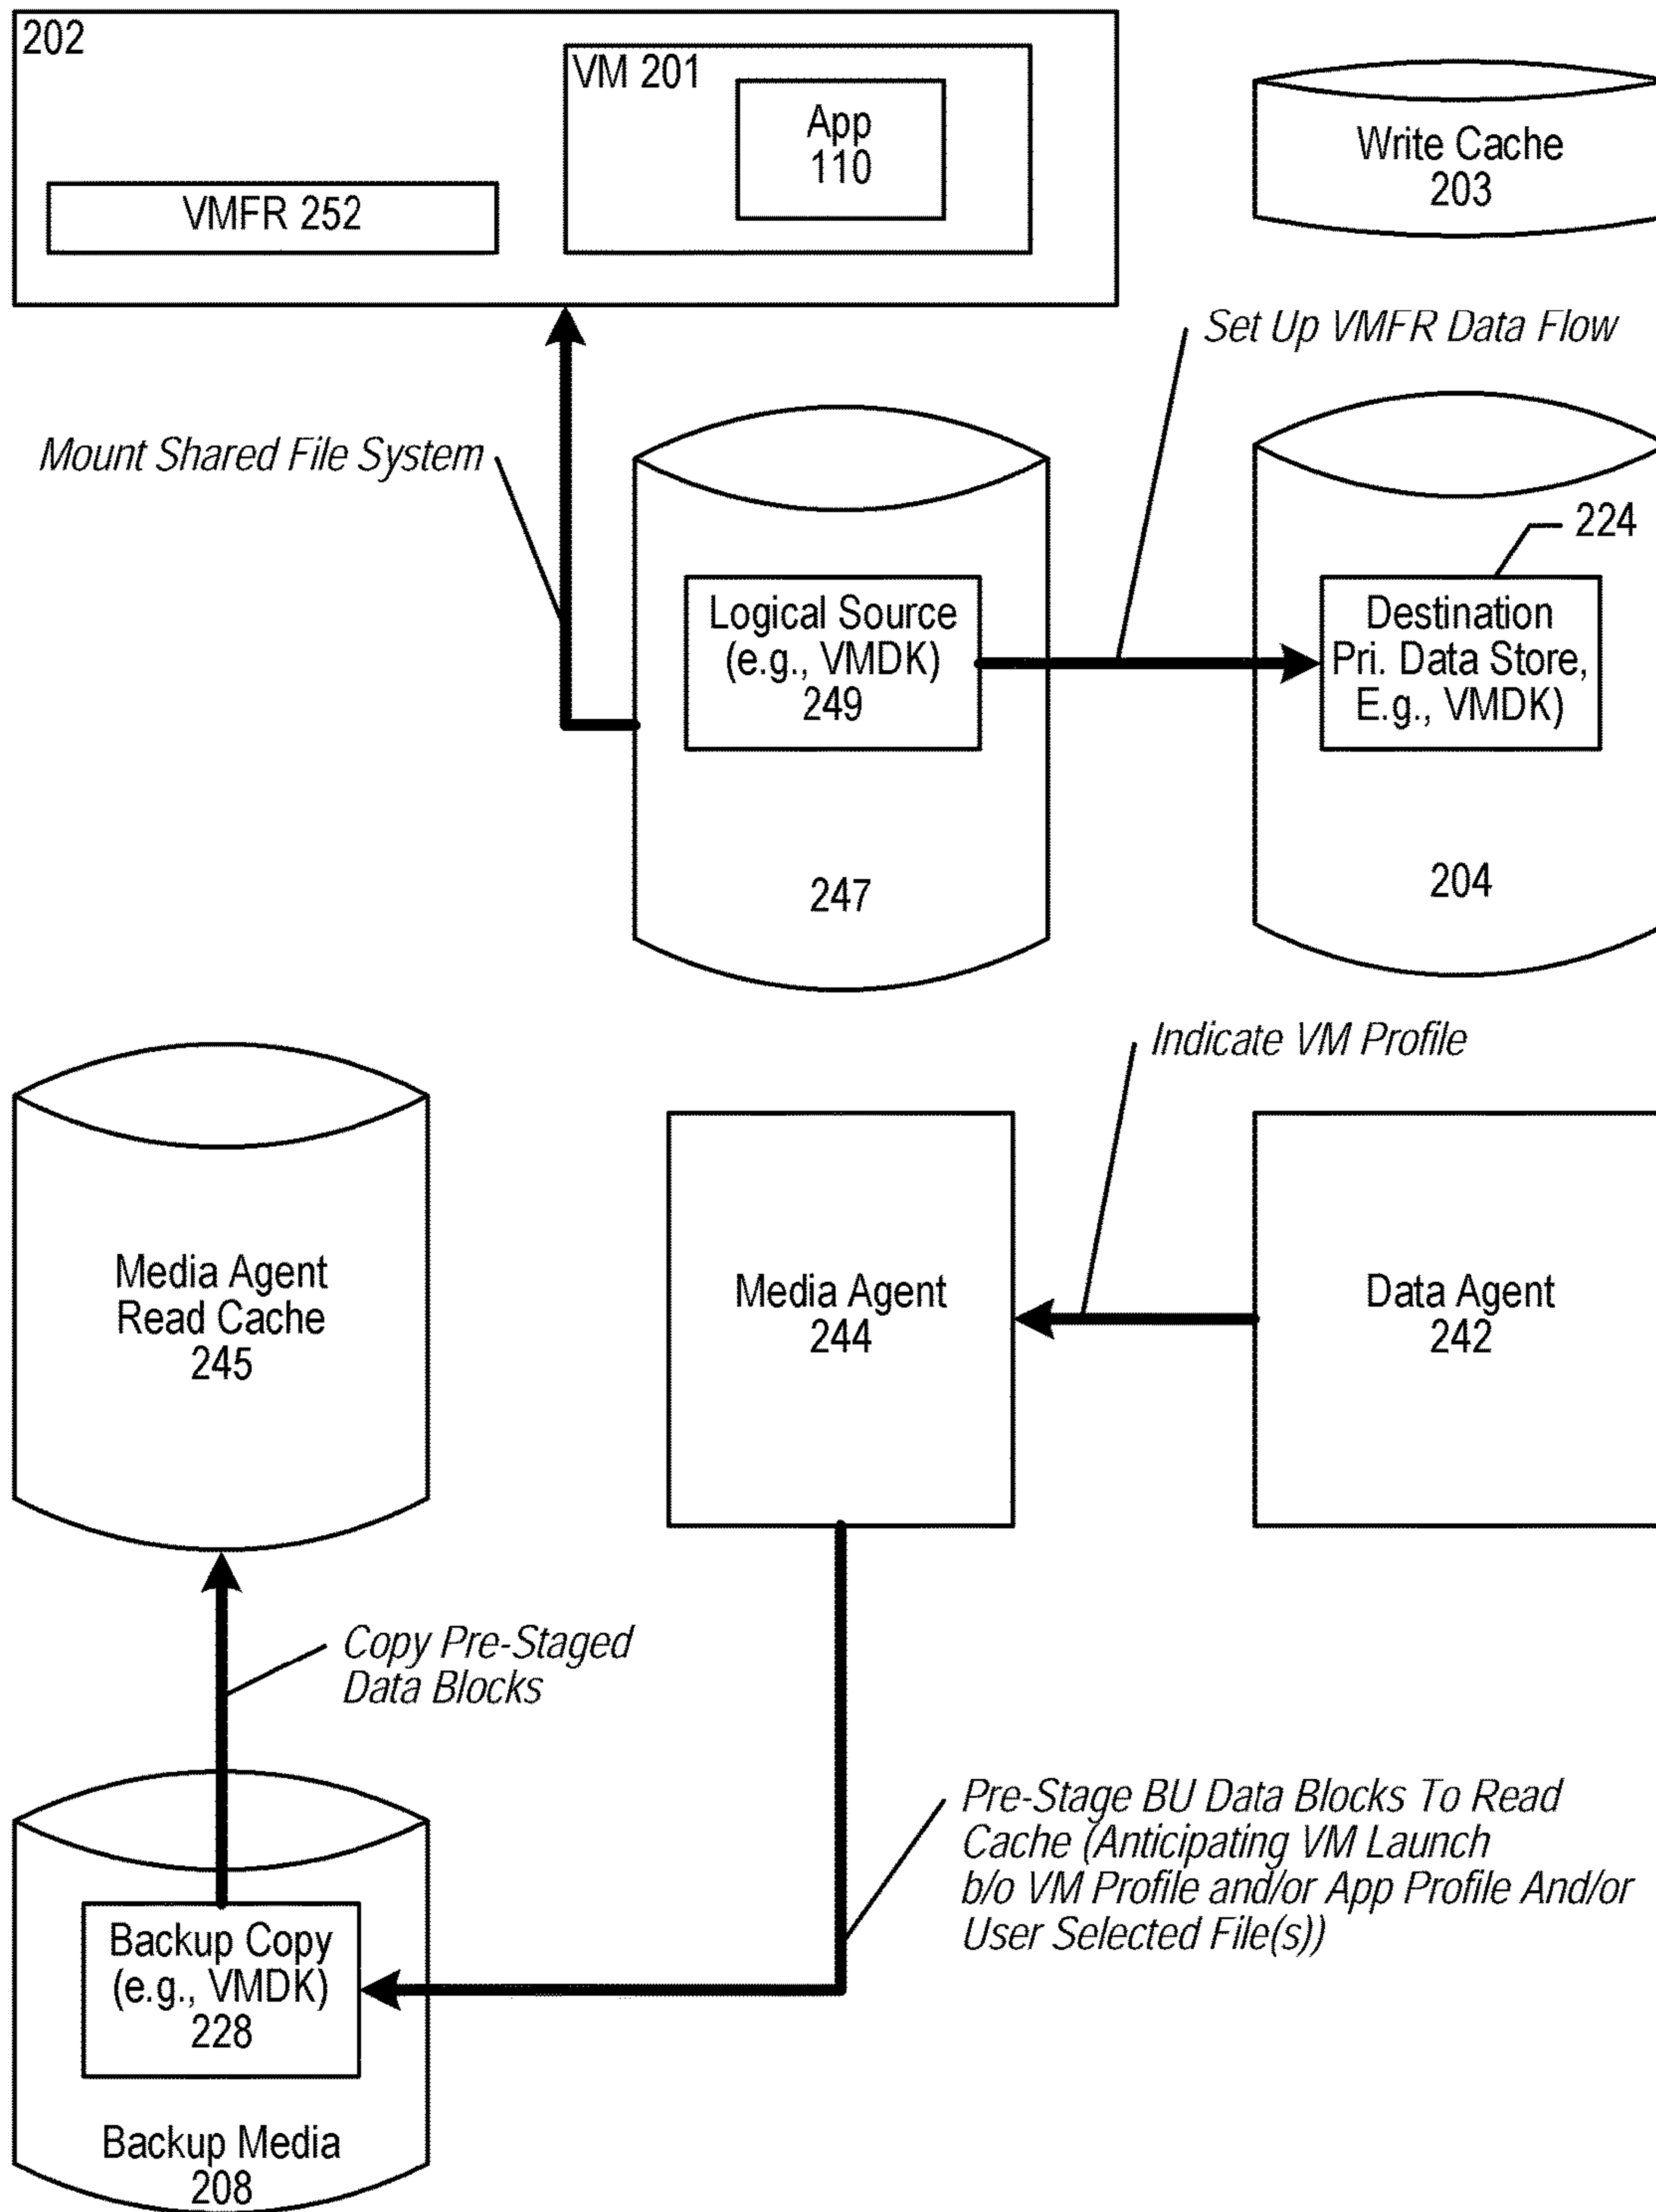 202
VM 201
App
110
VMFR 252
Write Cache
203
Set Up VMFR Data Flow
Mount Shared File System
224
Logical Source
(e.g., VMDK)
249
Destination
Pri. Data Store,
E.g., VMDK)
247
204
Indicate VM Profile
Media Agent
Read Cache
245
Media Agent
244
Data Agent
242
Copy Pre-Staged
Data Blocks
Pre-Stage BU Data Blocks To Read
Cache (Anticipating VM Launch
b/o VM Profile and/or App Profile And/or
User Selected File(s))
Backup Copy
(e.g., VMDK)
228
Backup Media
208